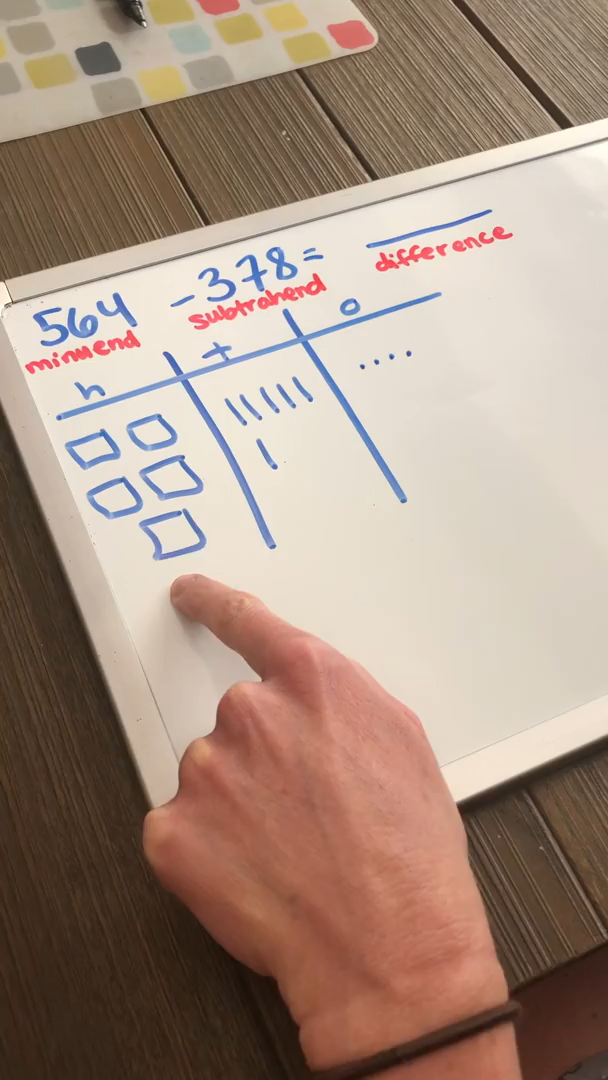 564 - 378 =
minuend subtrahend difference
h t o